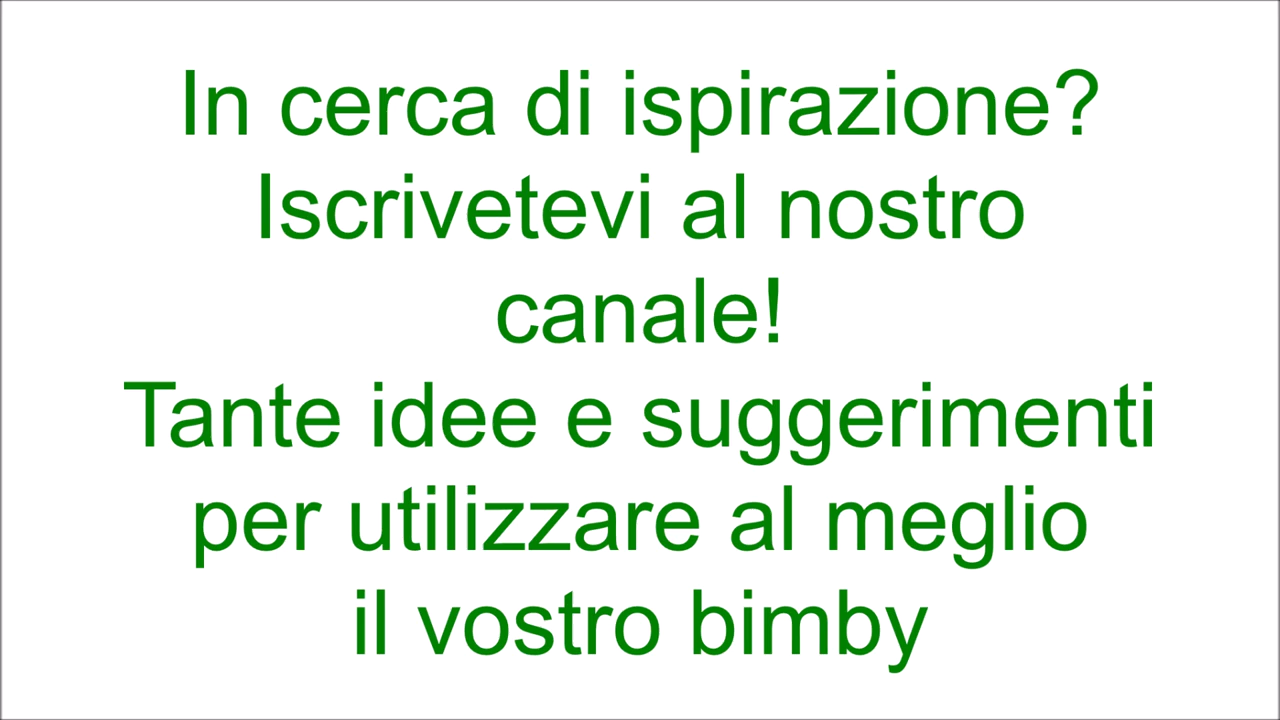 In cerca di ispirazione?
Iscrivetevi al nostro
canale!
Tante idee e suggerimenti
per utilizzare al meglio
il vostro bimby